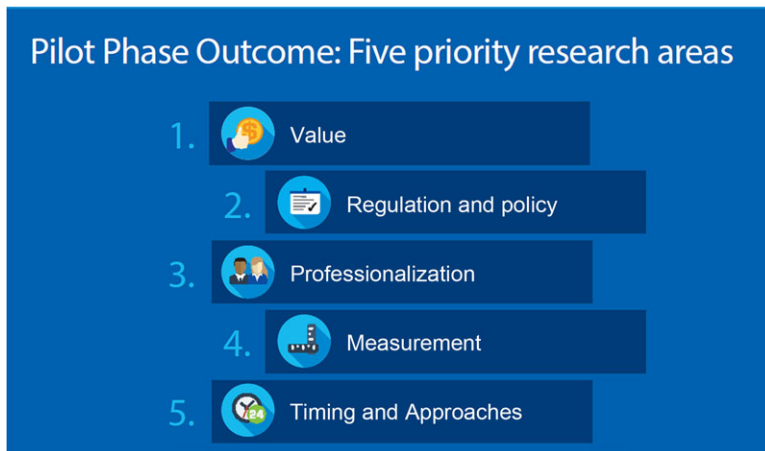 Pilot Phase Outcome: Five priority research areas
1. Value
2. Regulation and policy
3. Professionalization
4. Measurement
5. Timing and Approaches
24